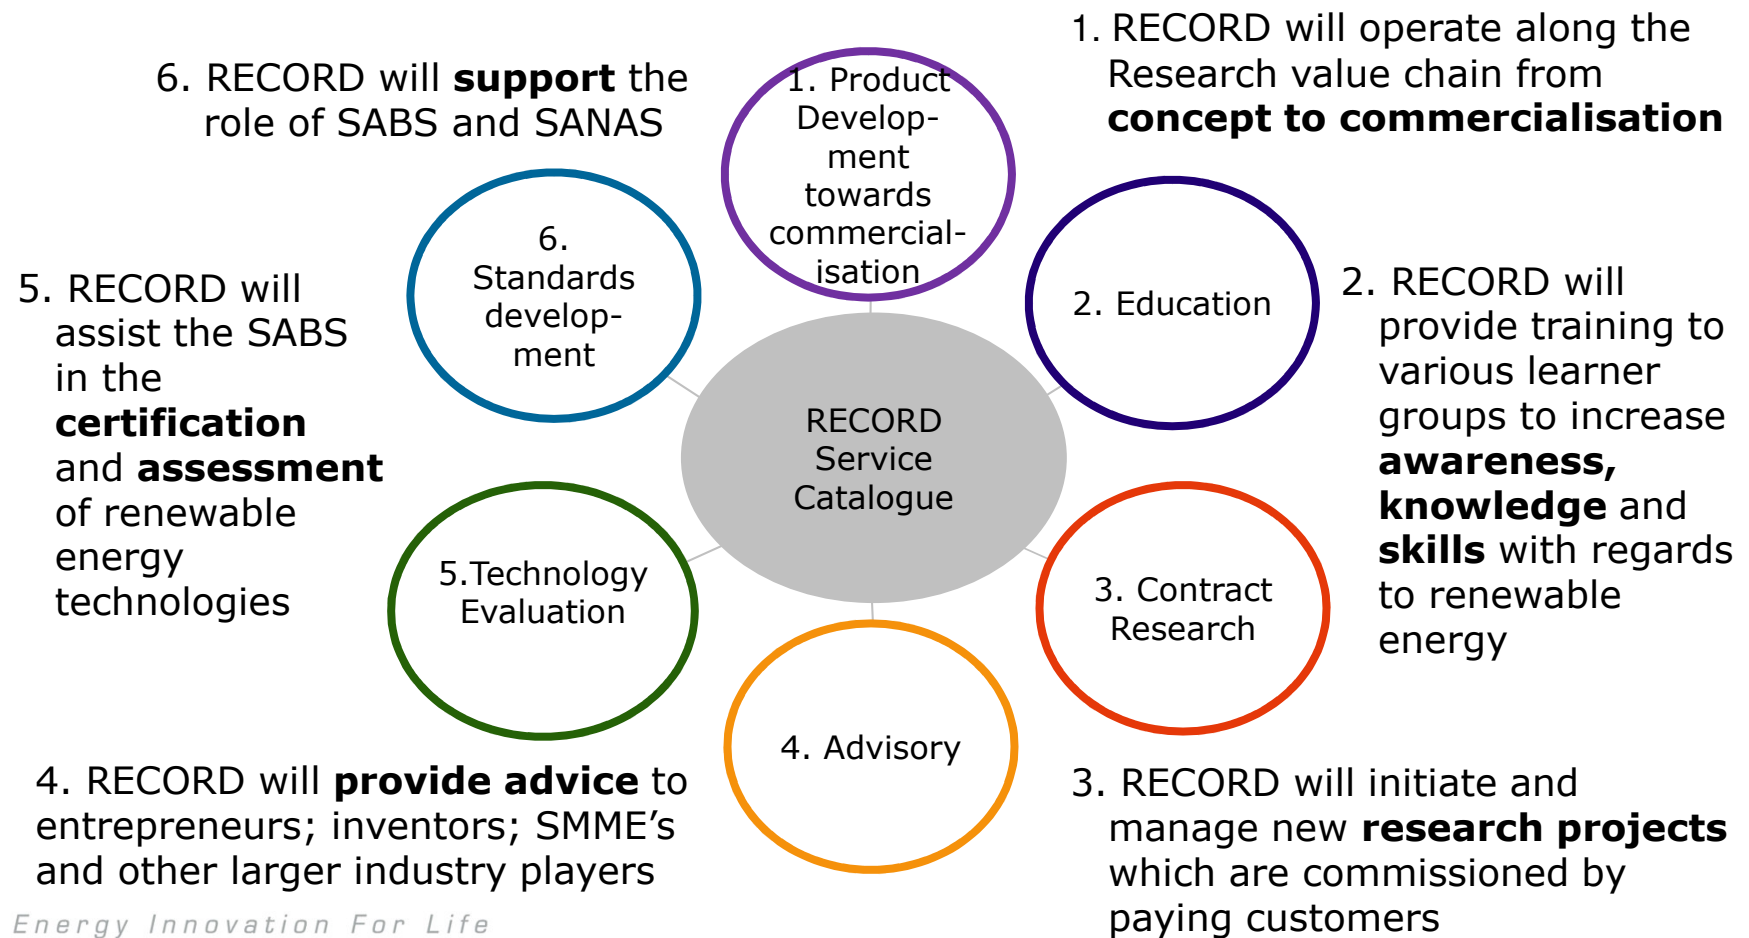 1. RECORD will operate along the
Research value chain from
concept to commercialisation
6. RECORD will support the
role of SABS and SANAS
1. Product
Develop-
ment
towards
commercial-
isation
6.
Standards
develop-
ment
2. Education
5. RECORD will
assist the SABS
in the
certification
and assessment
of renewable
energy
technologies
2. RECORD will
provide training to
various learner
groups to increase
awareness,
knowledge and
skills with regards
to renewable
energy
RECORD
Service
Catalogue
5.Technology
Evaluation
3. Contract
Research
4. Advisory
4. RECORD will provide advice to
entrepreneurs; inventors; SMME’s
and other larger industry players
3. RECORD will initiate and
manage new research projects
which are commissioned by
paying customers
Energy Innovation For Life